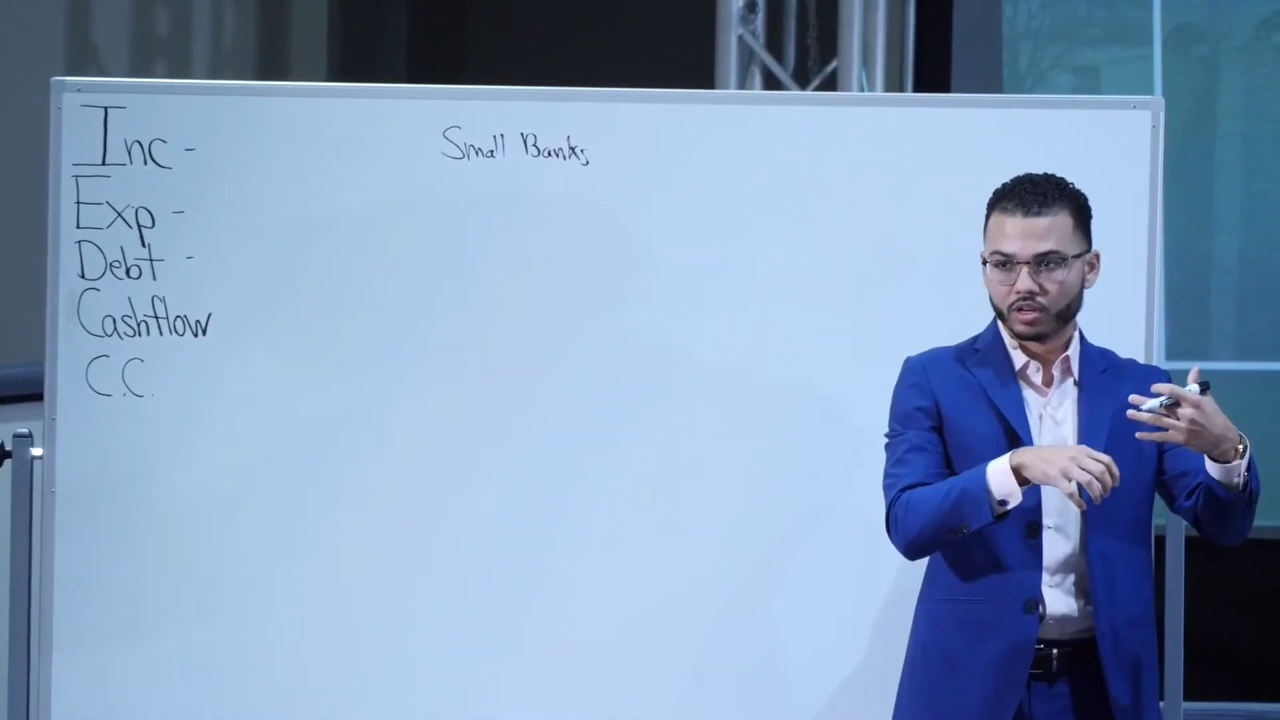 Inc -
Small Banks
Exp -
Debt -
Cashflow
C.C.